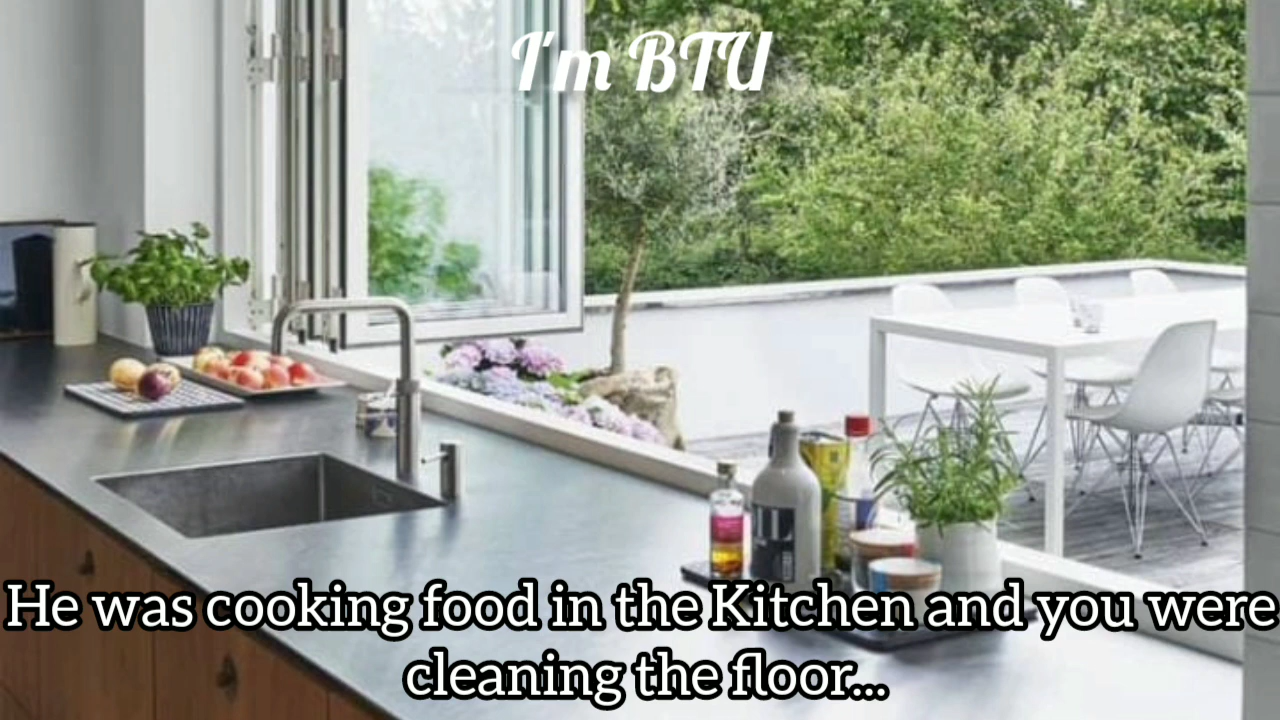 I'm BTU
He was cooking food in the Kitchen and you were
cleaning the floor...